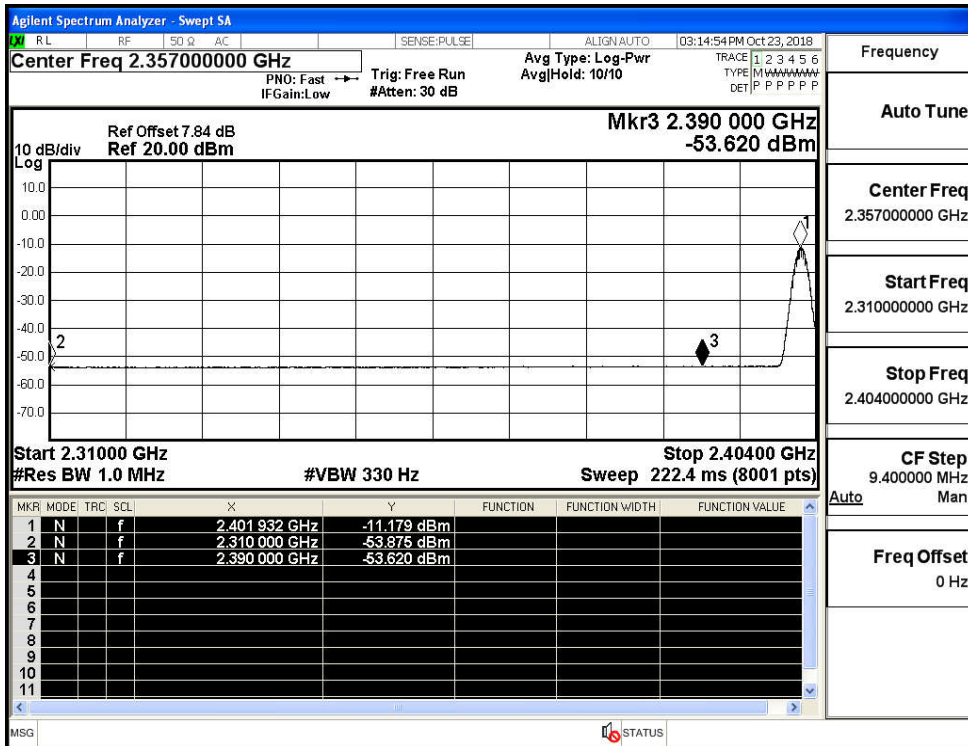 Agilent Spectrum Analyzer - Swept SA
LXI RL RF 50 Ω AC SENSE:PULSE ALIGN AUTO 03:14:54 PM Oct 23, 2018
Center Freq 2.357000000 GHz
PNO: Fast
IFGain:Low
Trig: Free Run
#Atten: 30 dB
Avg Type: Log-Pwr
Avg|Hold: 10/10
TRACE 1 2 3 4 5 6
TYPE M WWWWW
DET P P P P P P
Mkr3 2.390 000 GHz
-53.620 dBm
Ref Offset 7.84 dB
10 dB/div Ref 20.00 dBm
Log
10.0
0.00
-10.0
-20.0
-30.0
-40.0
-50.0
-60.0
-70.0
1
2
3
Start 2.31000 GHz Stop 2.40400 GHz
#Res BW 1.0 MHz #VBW 330 Hz Sweep 222.4 ms (8001 pts)
MKR MODE TRC SCL X Y FUNCTION FUNCTION WIDTH FUNCTION VALUE
1 N f 2.401 932 GHz -11.179 dBm
2 N f 2.310 000 GHz -53.875 dBm
3 N f 2.390 000 GHz -53.620 dBm
4
5
6
7
8
9
10
11
MSG STATUS
Frequency
Auto Tune
Center Freq
2.357000000 GHz
Start Freq
2.310000000 GHz
Stop Freq
2.404000000 GHz
CF Step
9.400000 MHz
Auto Man
Freq Offset
0 Hz